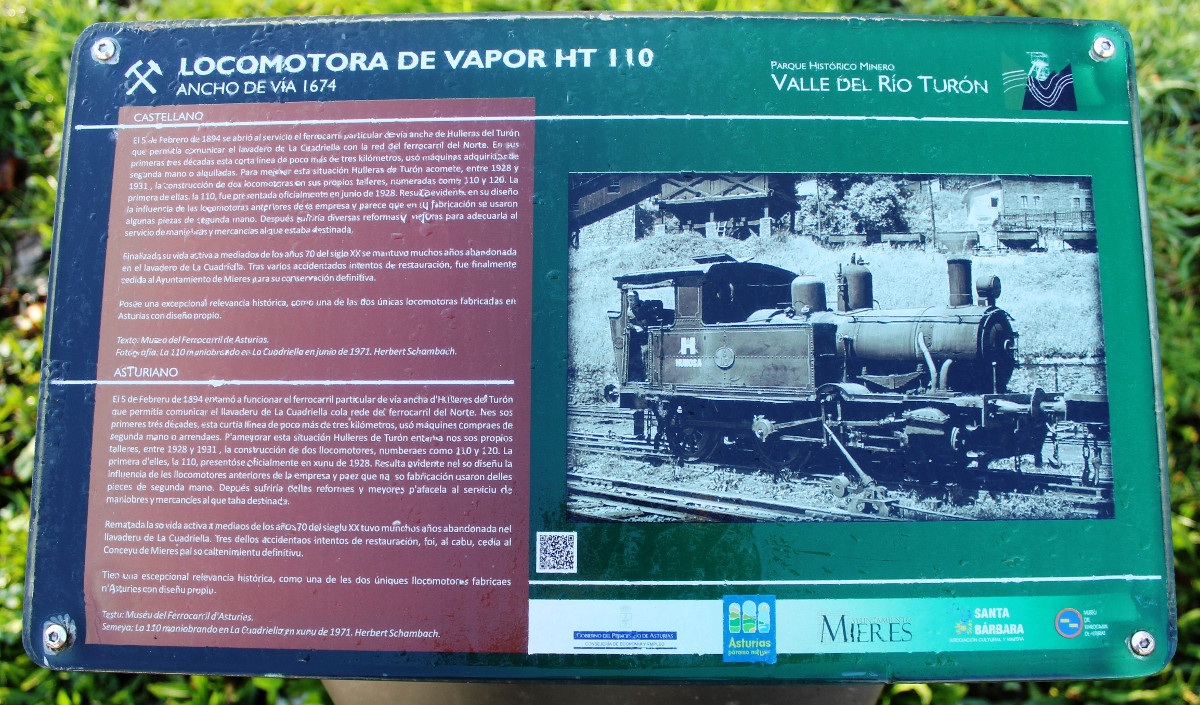 LOCOMOTORA DE VAPOR HT 110
ANCHO DE VÍA 1674
PARQUE HISTÓRICO MINERO
VALLE DEL RÍO TURÓN
CASTELLANO
El 5 de Febrero de 1894 se abrió al servicio el ferrocarril particular de vía ancha de Hulleras del Turón
que permitía comunicar el lavadero de La Cuadriella con la red del ferrocarril del Norte. En sus
primeras tres décadas esta corta línea de poco más de tres kilómetros, usó máquinas adquiridas de
segunda mano o alquiladas. Para mejorar esta situación Hulleras de Turón acomete, entre 1928 y
1931 , la construcción de dos locomotoras en sus propios talleres, numeradas como 110 y 120. La
primera de ellas, la 110, fue presentada oficialmente en junio de 1928. Resulta evidente en su diseño
la influencia de las locomotoras anteriores de la empresa y parece que en su fabricación se usaron
algunas piezas de segunda mano. Después sufriría diversas reformas y mejoras para adecuarla al
servicio de maniobras y mercancías al que estaba destinada.
Finalizada su vida activa a mediados de los años 70 del siglo XX se mantuvo muchos años abandonada
en el lavadero de La Cuadriella. Tras varios accidentados intentos de restauración, fue finalmente
cedida al Ayuntamiento de Mieres para su conservación definitiva.
Posée una excepcional relevancia histórica, como una de las dos únicas locomotoras fabricadas en
Asturias con diseño propio.
Texto: Museo del Ferrocarril de Asturias.
Fotografía: La 110 maniobrando en La Cuadriella en junio de 1971. Herbert Schambach.
ASTURIANO
El 5 de Febreru de 1894 entamó a funcionar el ferrocarril particular de vía ancha d'Hulleres del Turón
que permitía comunicar el llavaderu de La Cuadriella cola rede del ferrocarril del Norte. Nes sos
primeres tres décades, esta curtia llínea de poco más de tres kilómetros, usó máquines compraes de
segunda mano o arrendaes. P'ameyorar esta situación Hulleres de Turón entama nos sos propios
talleres, entre 1928 y 1931 , la construcción de dos llocomotores, numberaes como 110 y 120. La
primera d'elles, la 110, presentóse oficialmente en xunu de 1928. Resulta evidente nel so diseñu la
influencia de les llocomotores anteriores de la empresa y paez que na so fabricación usaron delles
pieces de segunda mano. Depués sufriría delles reformes y meyores p'afacela al serviciu de
maniobres y mercancíes al que taba destinada.
Rematada la so vida activa a mediaos de los años 70 del sieglu XX tuvo munchos años abandonada nel
llavaderu de La Cuadriella. Tres dellos accidentaos intentos de restauración, foi, al cabu, cedía al
Conceyu de Mieres pal so caltenimiento definitivu.
Tien una escepcional relevancia histórica, como una de les dos úniques llocomotores fabricaes
n'Asturies con diseñu propiu.
Testu: Muséu del Ferrocarril d'Asturies.
Semeya: La 110 maniobrando en La Cuadriella en xunu de 1971. Herbert Schambach.
HUNOSA
GOBIERNO DEL PRINCIPADO DE ASTURIAS
CONSEJERÍA DE ECONOMÍA Y EMPLEO
Asturias
paraíso natural
MIERES
SANTA
BÁRBARA
ASOCIACIÓN CULTURAL Y MINERA
MUSEU